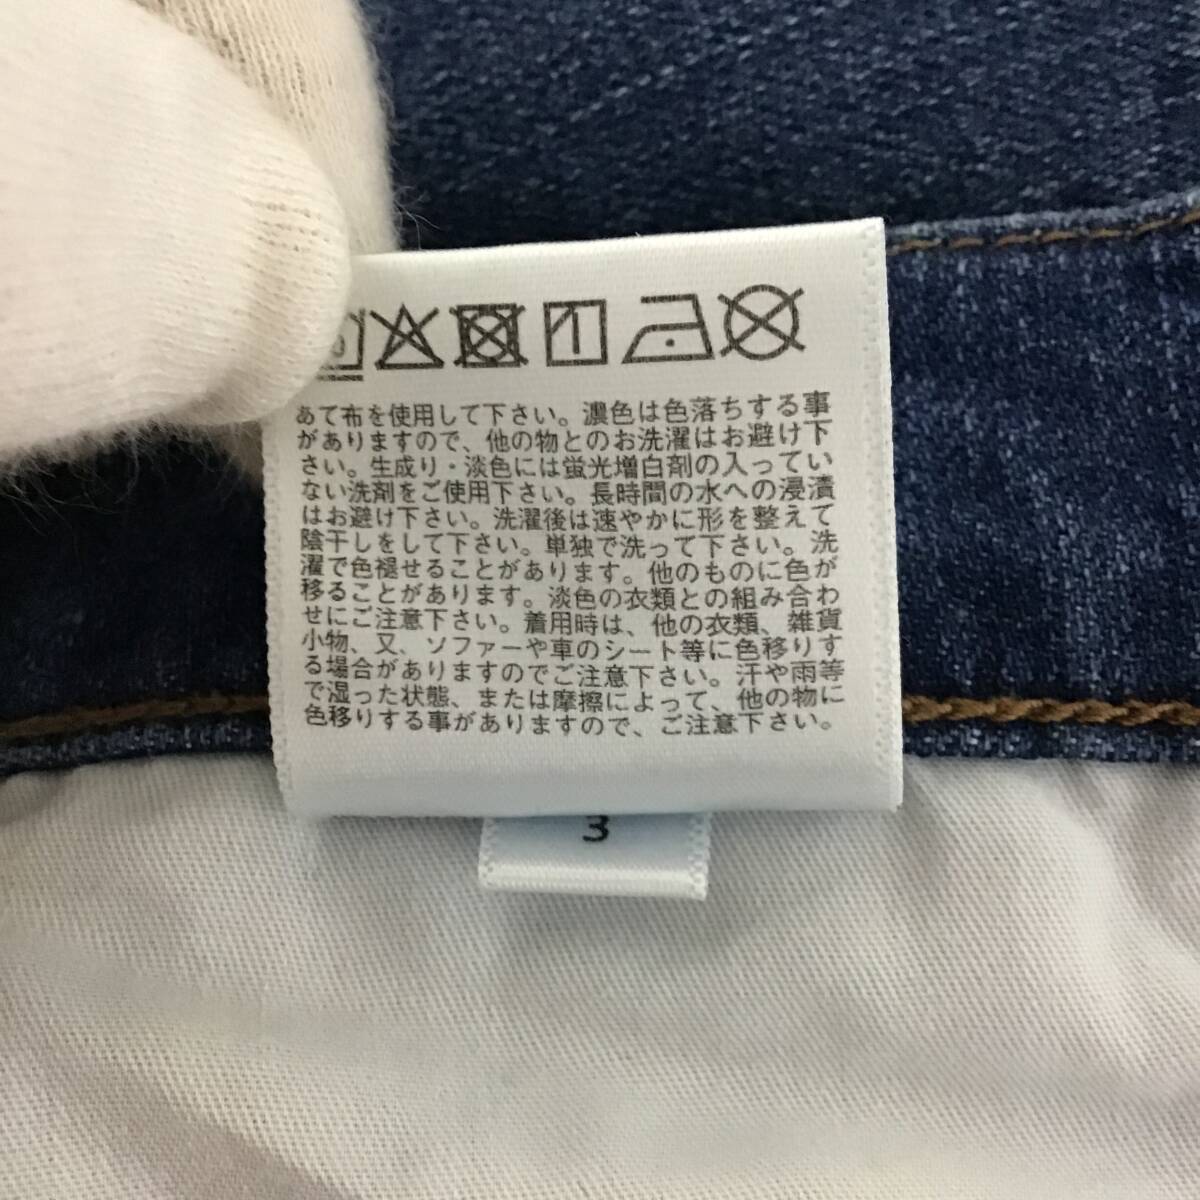 あて布を使用して下さい。濃色は色落ちする事
がありますので、他の物とのお洗濯はお避け下
さい。生成り・淡色には蛍光増白剤の入ってい
ない洗剤をご使用下さい。長時間の水への浸漬
はお避け下さい。洗濯後は速やかに形を整えて
陰干しをして下さい。単独で洗って下さい。洗
濯で色褪せることがあります。他のものに色が
移ることがあります。淡色の衣類との組み合わ
せにご注意下さい。着用時は、他の衣類、雑貨
小物、又、ソファーや車のシート等に色移りす
る場合がありますのでご注意下さい。汗や雨等
で湿った状態、または摩擦によって、他の物に
色移りする事がありますので、ご注意下さい。
3